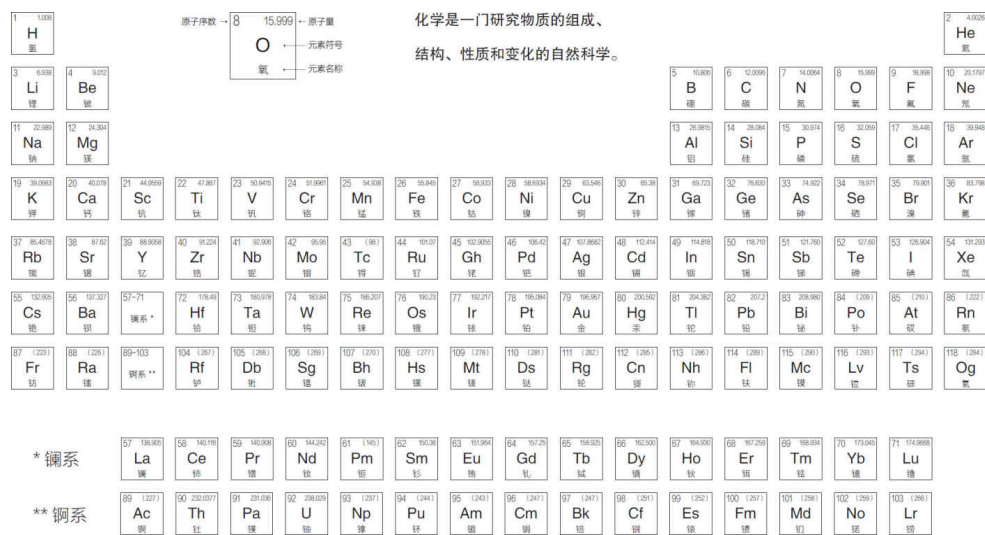 原子序数 → 8 15.999 ← 原子量
O ← 元素符号
氧 ← 元素名称
化学是一门研究物质的组成、
结构、性质和变化的自然科学。
1 1.008 2 4.0026
H He
氢 氦
3 6.938 4 9.012 5 10.806 6 12.0096 7 14.0064 8 15.999 9 18.998 10 20.1797
Li Be B C N O F Ne
锂 铍 硼 碳 氮 氧 氟 氖
11 22.989 12 24.304 13 26.9815 14 28.084 15 30.974 16 32.059 17 35.446 18 39.948
Na Mg Al Si P S Cl Ar
钠 镁 铝 硅 磷 硫 氯 氩
19 39.0983 20 40.078 21 44.9559 22 47.867 23 50.9415 24 51.9961 25 54.938 26 55.845 27 58.933 28 58.6934 29 63.546 30 65.38 31 69.723 32 76.630 33 74.922 34 78.971 35 79.901 36 83.798
K Ca Sc Ti V Cr Mn Fe Co Ni Cu Zn Ga Ge As Se Br Kr
钾 钙 钪 钛 钒 铬 锰 铁 钴 镍 铜 锌 镓 锗 砷 硒 溴 氪
37 85.4678 38 87.62 39 88.9058 40 91.224 41 92.906 42 95.95 43 (98) 44 101.07 45 102.9055 46 106.42 47 107.8682 48 112.414 49 114.818 50 118.710 51 121.760 52 127.60 53 126.904 54 131.293
Rb Sr Y Zr Nb Mo Tc Ru Gh Pd Ag Cd In Sn Sb Te I Xe
铷 锶 钇 锆 铌 钼 锝 钌 铑 钯 银 镉 铟 锡 锑 碲 碘 氙
55 132.905 56 137.327 57-71 72 178.49 73 180.978 74 183.84 75 186.207 76 190.23 77 192.217 78 195.084 79 196.967 80 200.592 81 204.382 82 207.2 83 208.980 84 (209) 85 (210) 86 (222)
Cs Ba 镧系 * Hf Ta W Re Os Ir Pt Au Hg Tl Pb Bi Po At Rn
铯 钡 铪 钽 钨 铼 锇 铱 铂 金 汞 铊 铅 铋 钋 砹 氡
87 (223) 88 (226) 89-103 104 (267) 105 (268) 106 (269) 107 (270) 108 (277) 109 (278) 110 (281) 111 (282) 112 (285) 113 (286) 114 (289) 115 (290) 116 (293) 117 (294) 118 (294)
Fr Ra 锕系 ** Rf Db Sg Bh Hs Mt Ds Rg Cn Nh Fl Mc Lv Ts Og
钫 镭
* 镧系
57 138.905 58 140.116 59 140.908 60 144.242 61 (145) 62 150.36 63 151.964 64 157.25 65 158.925 66 162.500 67 164.930 68 167.259 69 168.934 70 173.045 71 174.9668
La Ce Pr Nd Pm Sm Eu Gd Tb Dy Ho Er Tm Yb Lu
镧 铈 镨 钕 钷 钐 铕 钆 铽 镝 钬 铒 铥 镱 镥
** 锕系
89 (227) 90 232.0377 91 231.036 92 238.029 93 (237) 94 (244) 95 (243) 96 (247) 97 (247) 98 (251) 99 (252) 100 (257) 101 (258) 102 (259) 103 (266)
Ac Th Pa U Np Pu Am Cm Bk Cf Es Fm Md No Lr
锕 钍 镤 铀 镎 钚 镅 锔 锫 锎 锿 镄 钔 锘 铹